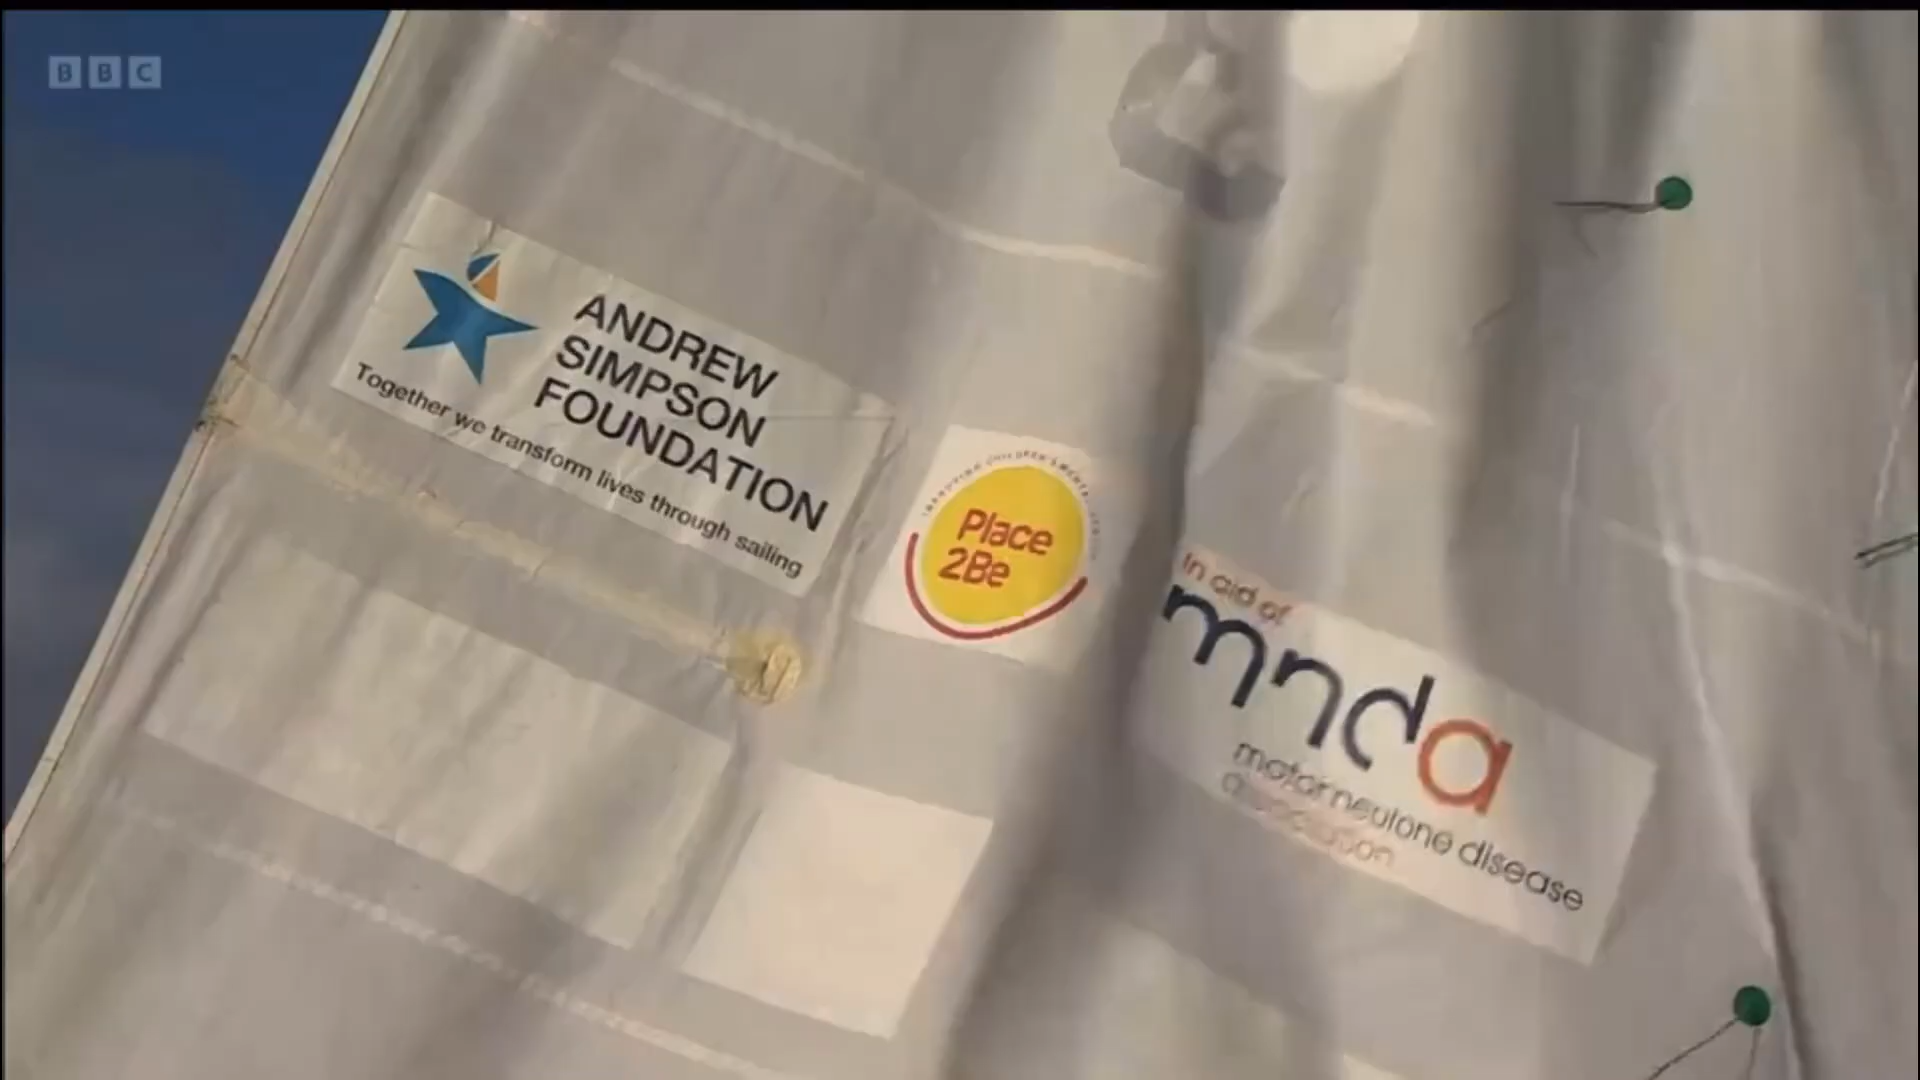 BBC
ANDREW
SIMPSON
FOUNDATION
Together we transform lives through sailing
Place
2Be
in aid of
mnda
motor neurone disease
association